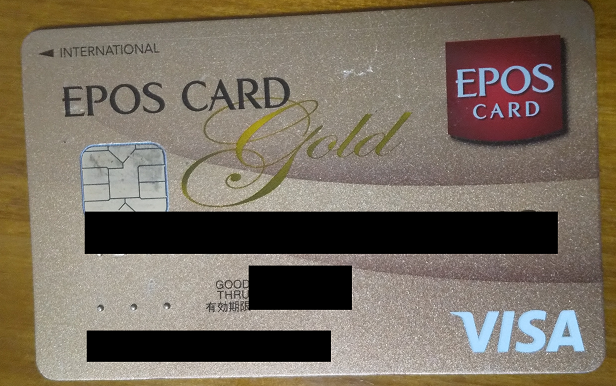 INTERNATIONAL
EPOS CARD
Gold
EPOS
CARD
GOOD
THRU
有効期限
VISA